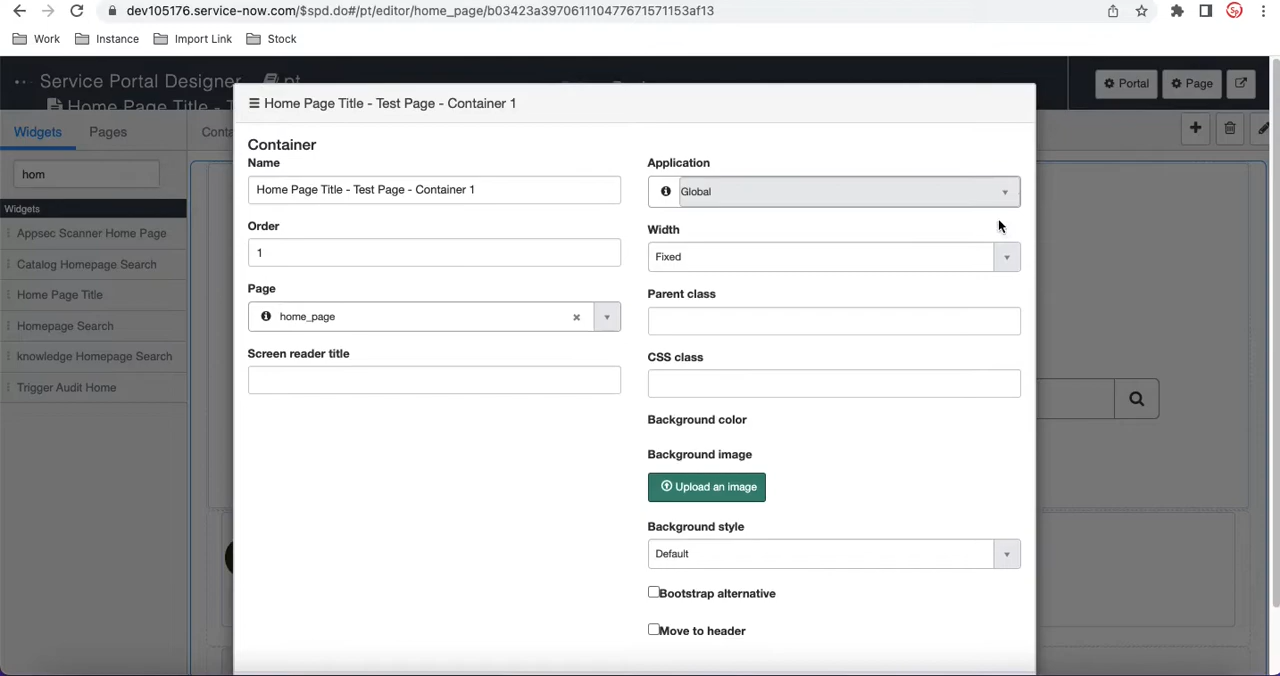 dev105176.service-now.com/$spd.do#/pt/editor/home_page/b03423a397061110477671571153af13
Work
Instance
Import Link
Stock
Service Portal Designer
pt
Home Page Title - T
Portal
Page
Widgets
Pages
Conta
hom
Widgets
Appsec Scanner Home Page
Catalog Homepage Search
Home Page Title
Homepage Search
knowledge Homepage Search
Trigger Audit Home
Home Page Title - Test Page - Container 1
Container
Name
Home Page Title - Test Page - Container 1
Order
1
Page
home_page
Screen reader title
Application
Global
Width
Fixed
Parent class
CSS class
Background color
Background image
Upload an image
Background style
Default
Bootstrap alternative
Move to header